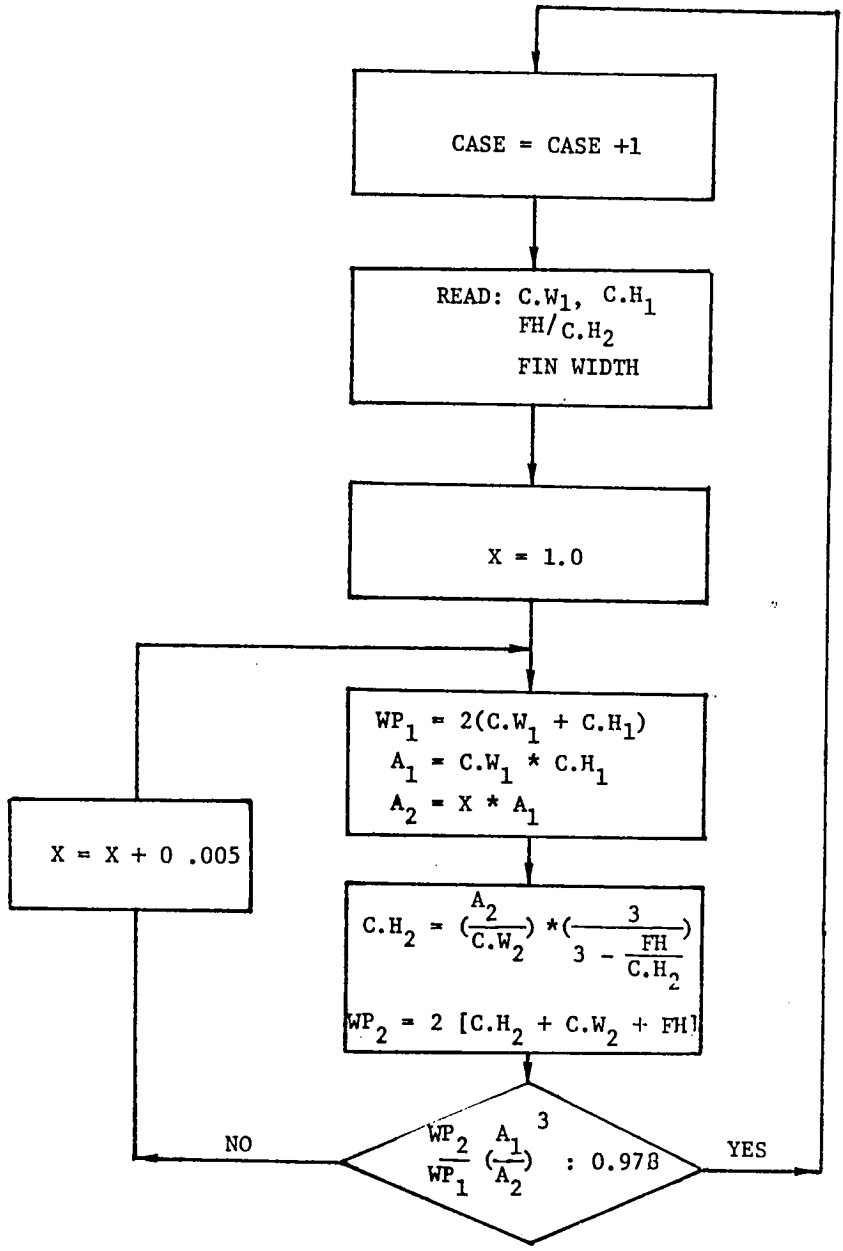 CASE = CASE +1
READ: C.W₁, C.H₁
FH/C.H₂
FIN WIDTH
X = 1.0
WP₁ = 2(C.W₁ + C.H₁)
A₁ = C.W₁ * C.H₁
A₂ = X * A₁
X = X + 0 .005
C.H₂ = (A₂/C.W₂) *(3/(3 - FH/C.H₂))
WP₂ = 2 [C.H₂ + C.W₂ + FH]
NO
WP₂/WP₁ (A₁/A₂)³ : 0.978
YES